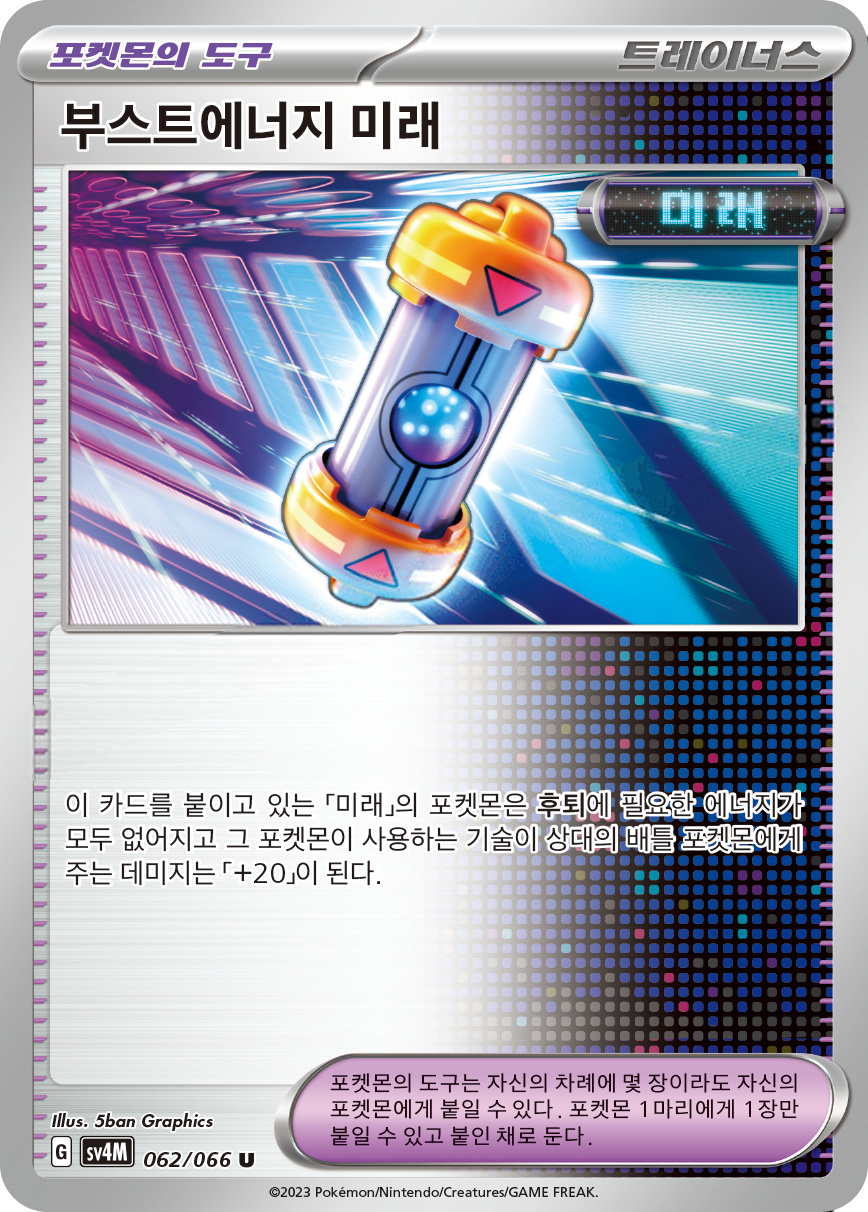 포켓몬의 도구
트레이너스
부스트에너지 미래
미래
이 카드를 붙이고 있는 「미래」의 포켓몬은 후퇴에 필요한 에너지가
모두 없어지고 그 포켓몬이 사용하는 기술이 상대의 배틀 포켓몬에게
주는 데미지는 「+20」이 된다.
포켓몬의 도구는 자신의 차례에 몇 장이라도 자신의
포켓몬에게 붙일 수 있다. 포켓몬 1마리에게 1장만
붙일 수 있고 붙인 채로 둔다.
Illus. 5ban Graphics
G sv4M 062/066 U
©2023 Pokémon/Nintendo/Creatures/GAME FREAK.